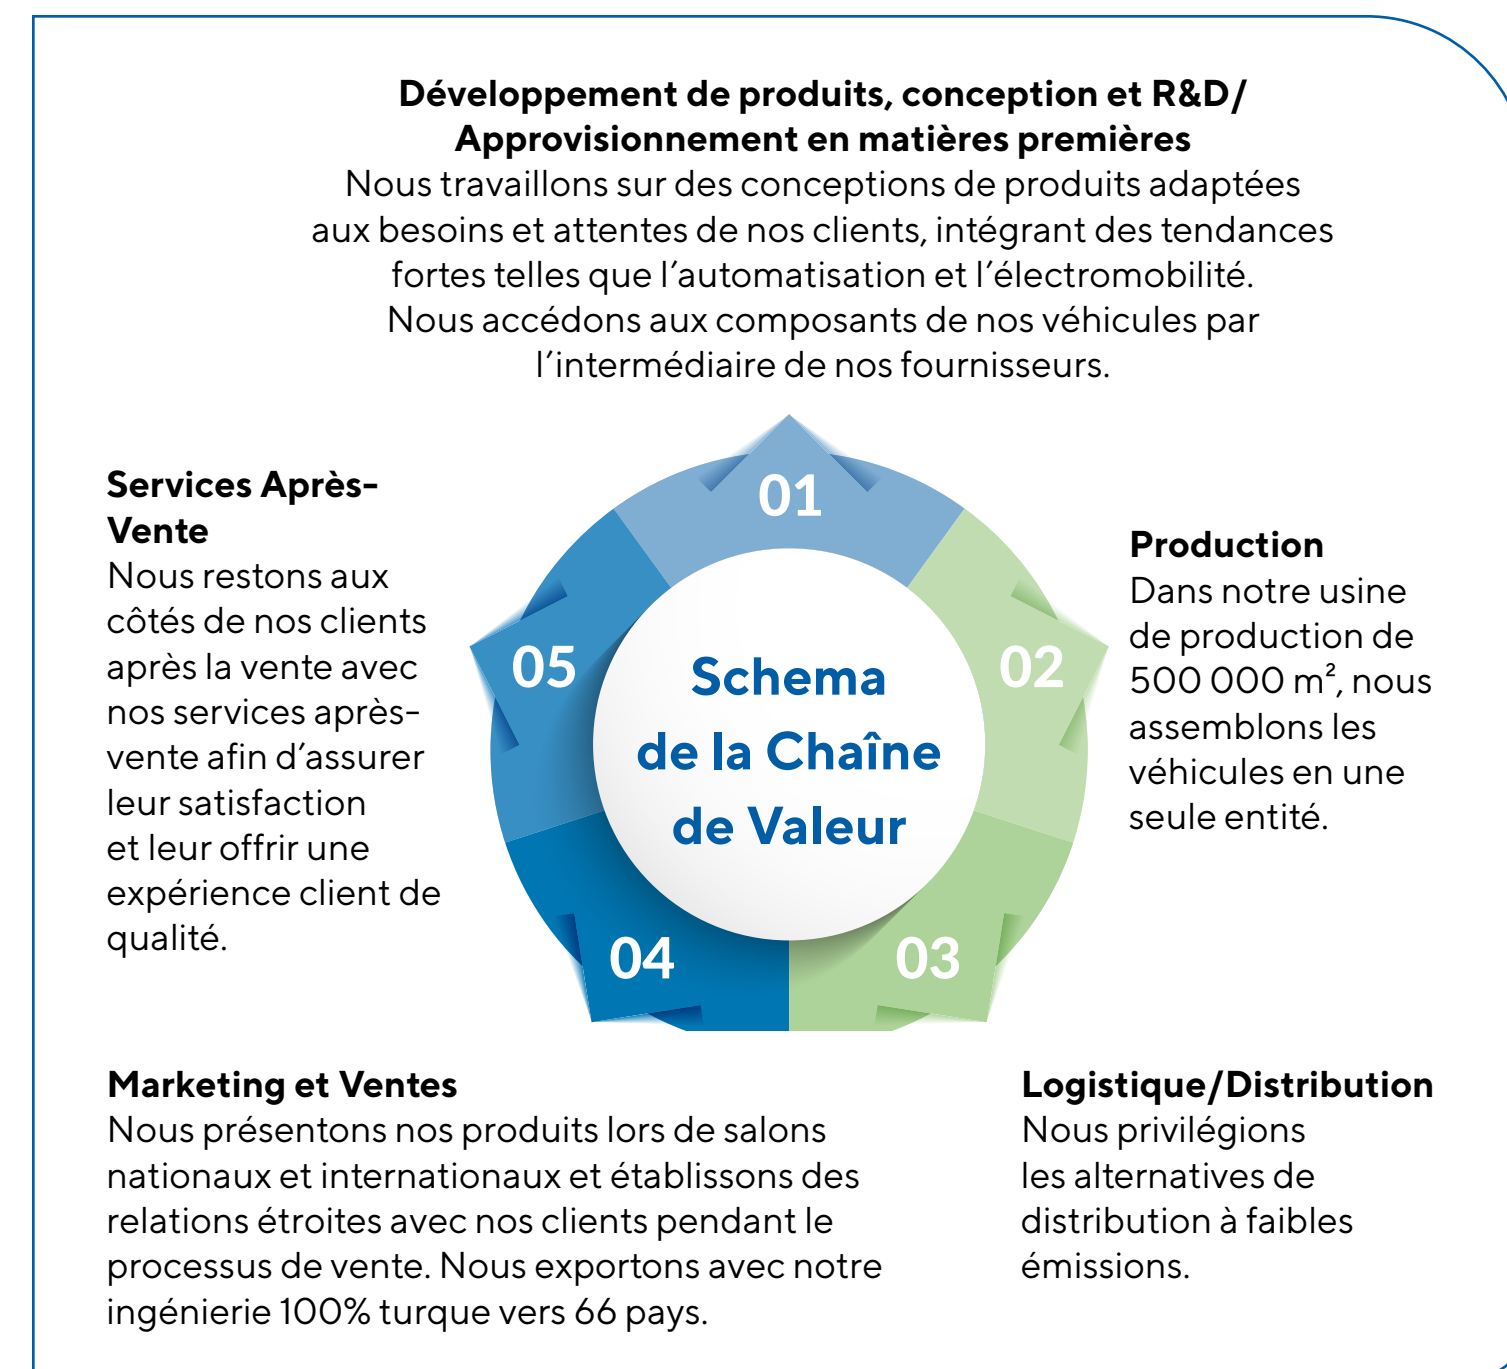 Développement de produits, conception et R&D/
Approvisionnement en matières premières
Nous travaillons sur des conceptions de produits adaptées
aux besoins et attentes de nos clients, intégrant des tendances
fortes telles que l’automatisation et l’électromobilité.
Nous accédons aux composants de nos véhicules par
l’intermédiaire de nos fournisseurs.
01
02
03
04
05
Schema
de la Chaîne
de Valeur
Production
Dans notre usine
de production de
500 000 m², nous
assemblons les
véhicules en une
seule entité.
Logistique/Distribution
Nous privilégions
les alternatives de
distribution à faibles
émissions.
Marketing et Ventes
Nous présentons nos produits lors de salons
nationaux et internationaux et établissons des
relations étroites avec nos clients pendant le
processus de vente. Nous exportons avec notre
ingénierie 100% turque vers 66 pays.
Services Après-
Vente
Nous restons aux
côtés de nos clients
après la vente avec
nos services après-
vente afin d’assurer
leur satisfaction
et leur offrir une
expérience client de
qualité.